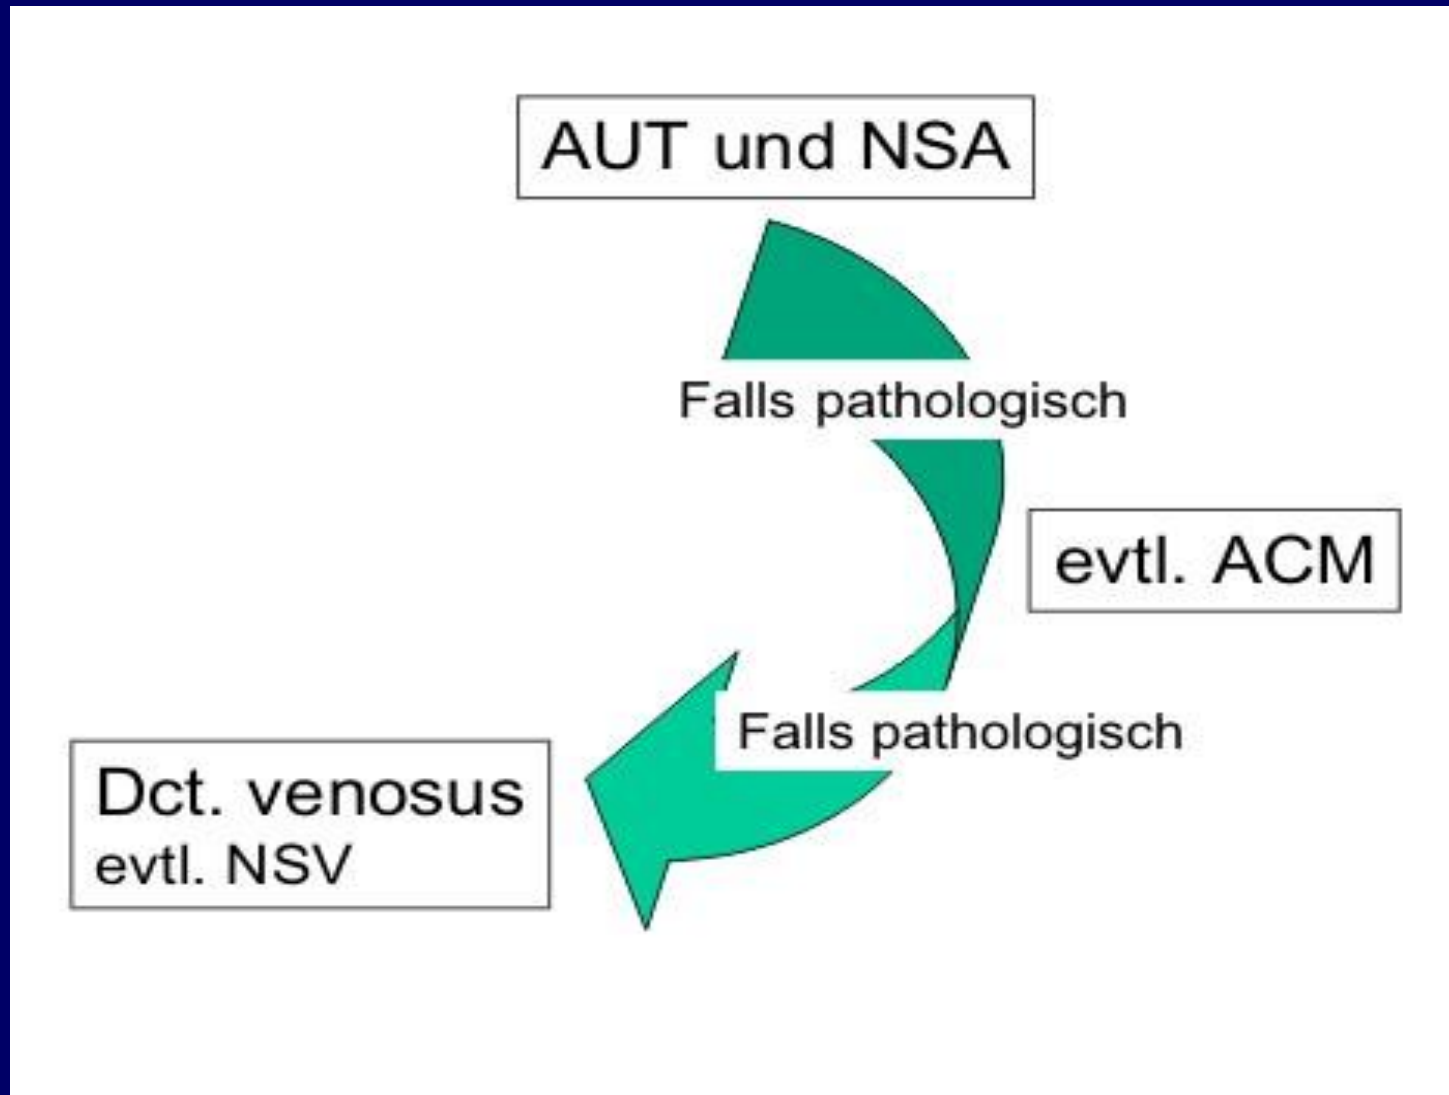 AUT und NSA
Falls pathologisch
evtl. ACM
Falls pathologisch
Dct. venosus
evtl. NSV